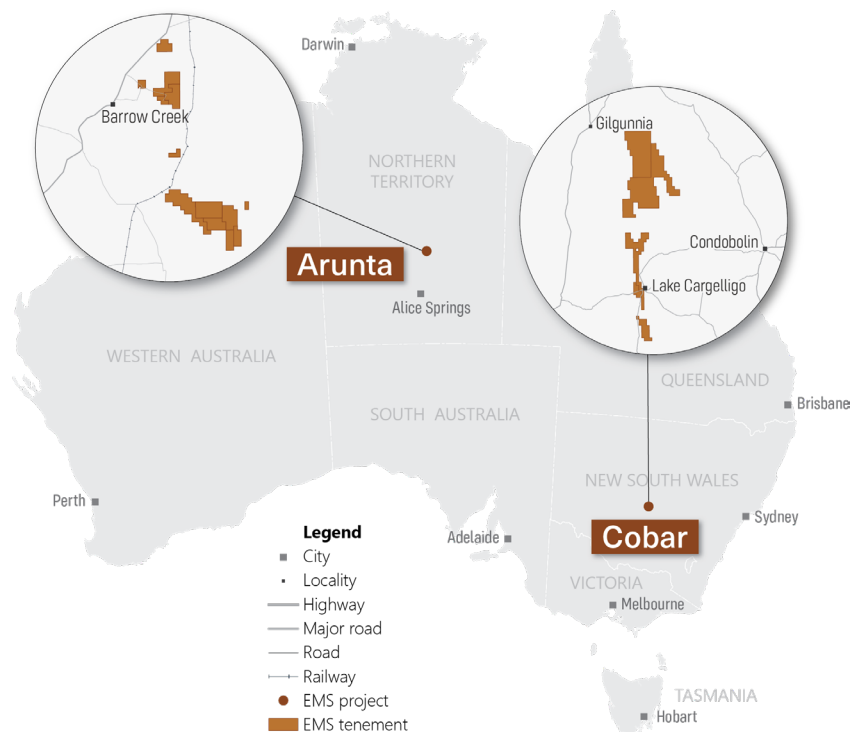 Darwin
Barrow Creek
Gilgunnia
NORTHERN
TERRITORY
Condobolin
Arunta
Lake Cargelligo
Alice Springs
WESTERN AUSTRALIA
QUEENSLAND
SOUTH AUSTRALIA
Brisbane
NEW SOUTH WALES
Perth
Sydney
Cobar
Adelaide
VICTORIA
Melbourne
TASMANIA
Hobart
Legend
City
Locality
Highway
Major road
Road
Railway
EMS project
EMS tenement